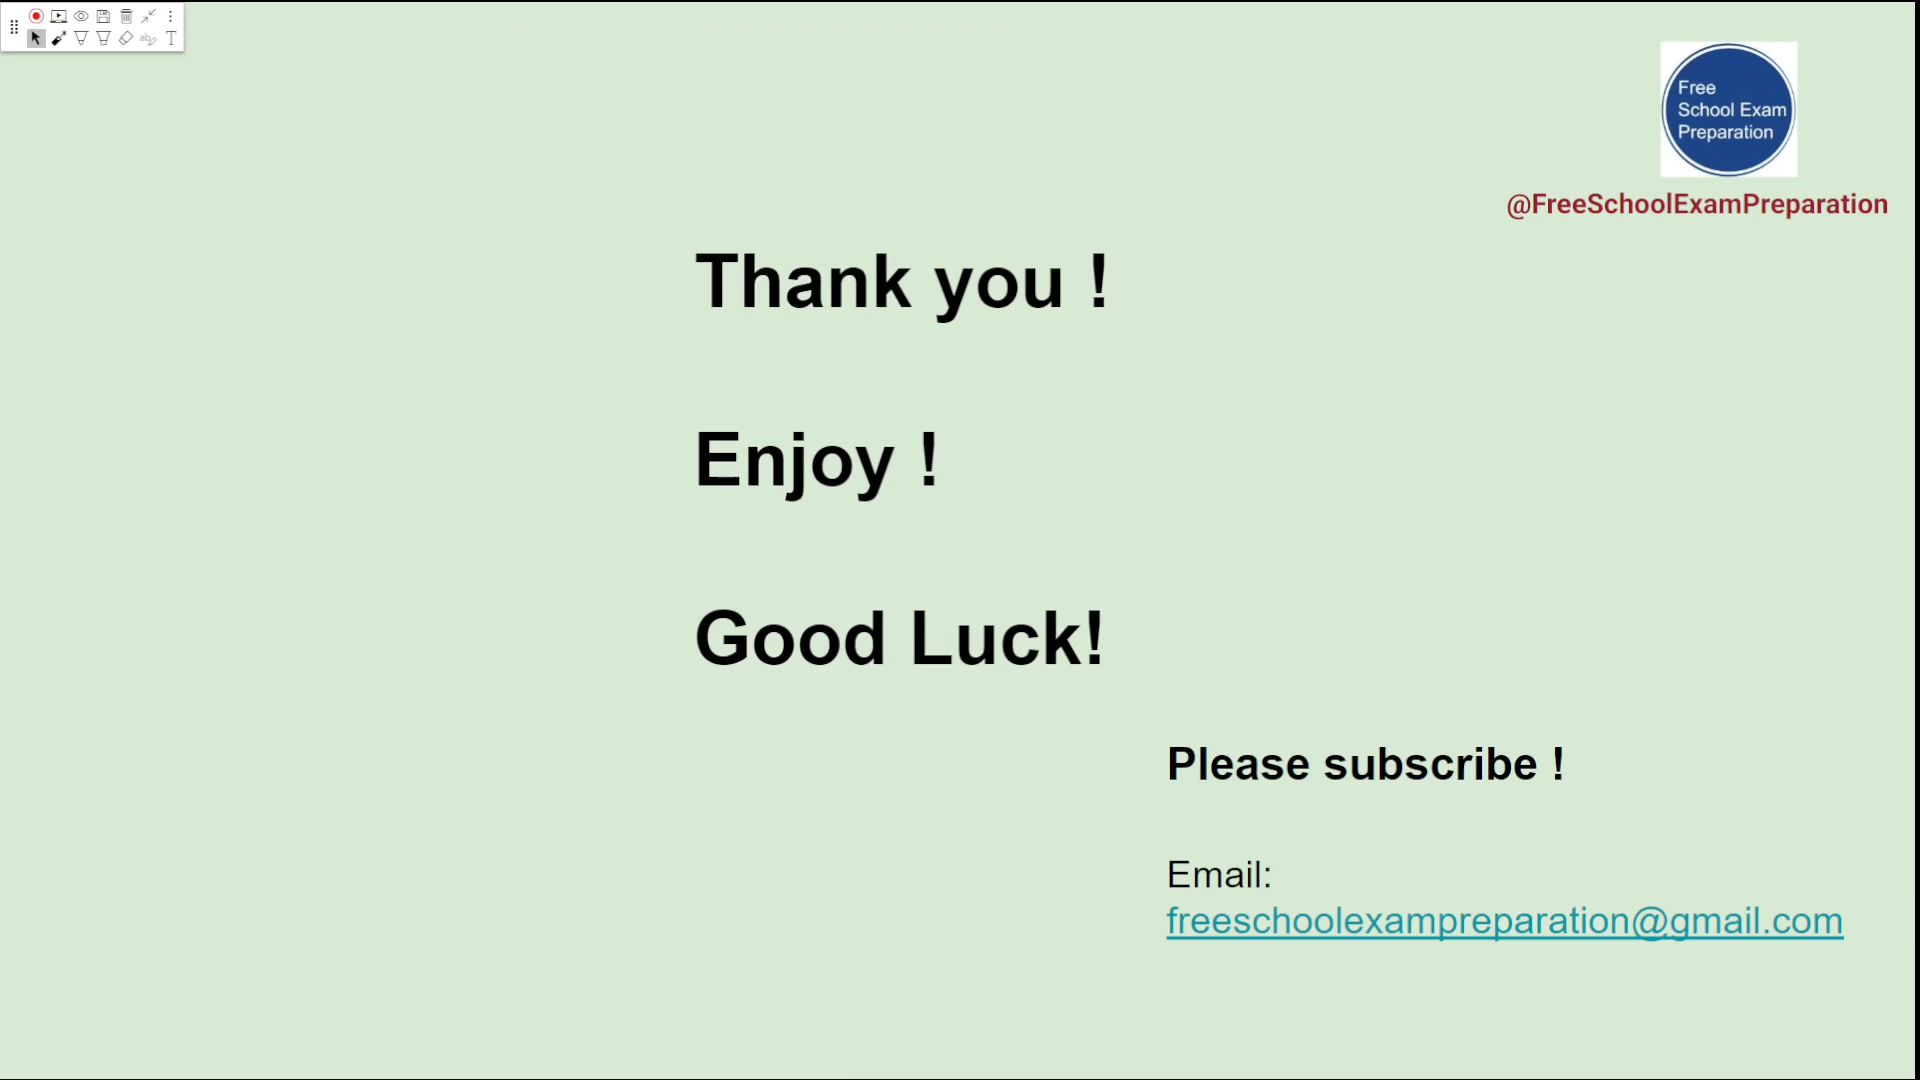 Free
School Exam
Preparation
@FreeSchoolExamPreparation
Thank you !
Enjoy !
Good Luck!
Please subscribe !
Email:
freeschoolexampreparation@gmail.com